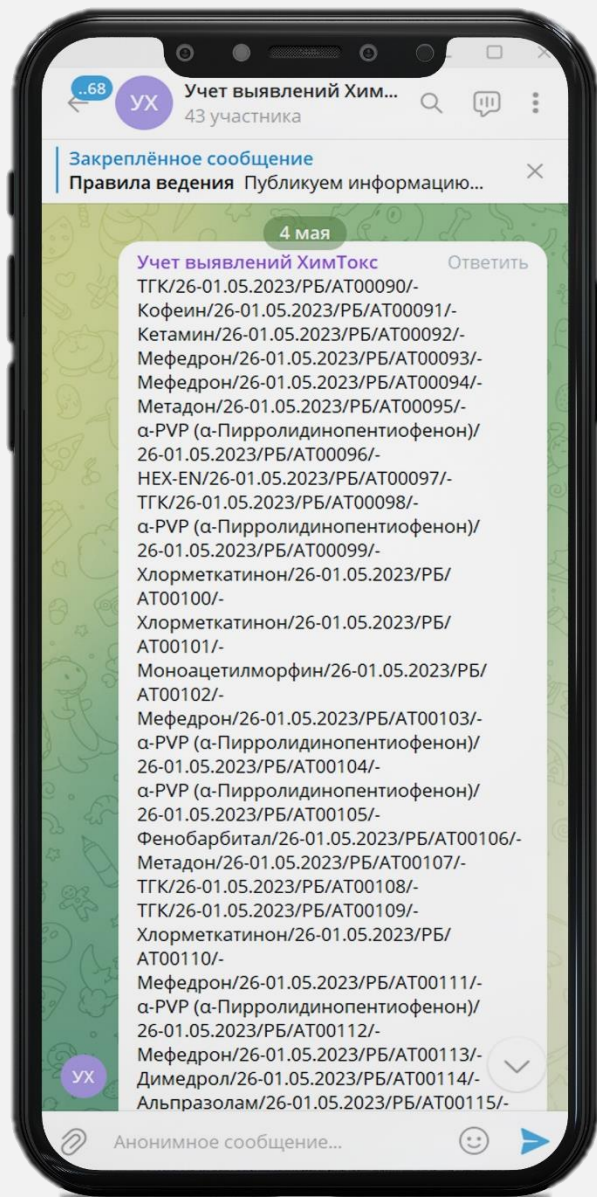 ..68
УХ
Учет выявлений Хим...
43 участника
Закреплённое сообщение
Правила ведения Публикуем информацию...
4 мая
Учет выявлений ХимТокс Ответить
ТГК/26-01.05.2023/РБ/АТ00090/-
Кофеин/26-01.05.2023/РБ/АТ00091/-
Кетамин/26-01.05.2023/РБ/АТ00092/-
Мефедрон/26-01.05.2023/РБ/АТ00093/-
Мефедрон/26-01.05.2023/РБ/АТ00094/-
Метадон/26-01.05.2023/РБ/АТ00095/-
α-PVP (α-Пирролидинопентиофенон)/
26-01.05.2023/РБ/АТ00096/-
HEX-EN/26-01.05.2023/РБ/АТ00097/-
ТГК/26-01.05.2023/РБ/АТ00098/-
α-PVP (α-Пирролидинопентиофенон)/
26-01.05.2023/РБ/АТ00099/-
Хлорметкатинон/26-01.05.2023/РБ/
АТ00100/-
Хлорметкатинон/26-01.05.2023/РБ/
АТ00101/-
Моноацетилморфин/26-01.05.2023/РБ/
АТ00102/-
Мефедрон/26-01.05.2023/РБ/АТ00103/-
α-PVP (α-Пирролидинопентиофенон)/
26-01.05.2023/РБ/АТ00104/-
α-PVP (α-Пирролидинопентиофенон)/
26-01.05.2023/РБ/АТ00105/-
Фенобарбитал/26-01.05.2023/РБ/АТ00106/-
Метадон/26-01.05.2023/РБ/АТ00107/-
ТГК/26-01.05.2023/РБ/АТ00108/-
ТГК/26-01.05.2023/РБ/АТ00109/-
Хлорметкатинон/26-01.05.2023/РБ/
АТ00110/-
Мефедрон/26-01.05.2023/РБ/АТ00111/-
α-PVP (α-Пирролидинопентиофенон)/
26-01.05.2023/РБ/АТ00112/-
Мефедрон/26-01.05.2023/РБ/АТ00113/-
Димедрол/26-01.05.2023/РБ/АТ00114/-
Альпразолам/26-01.05.2023/РБ/АТ00115/-
УХ
Анонимное сообщение...